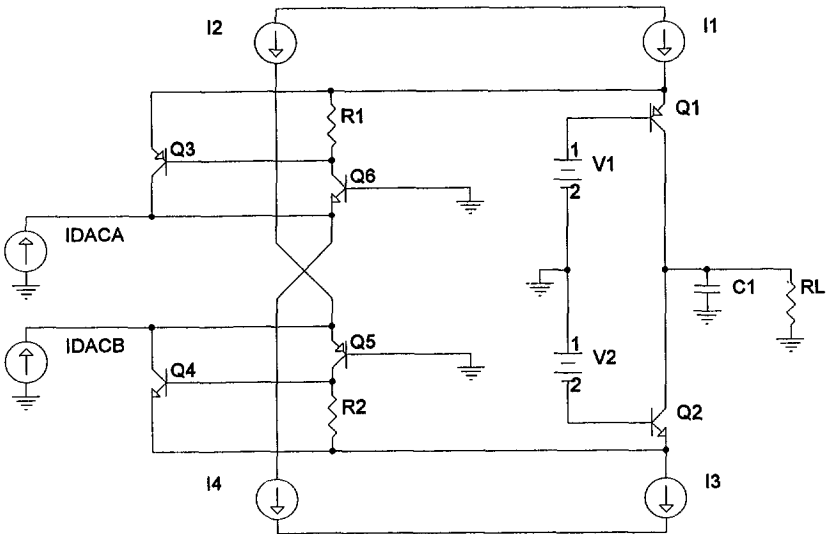 I2
I1
R1
Q1
Q3
1
V1
Q6
2
IDACA
C1
RL
IDACB
Q5
1
V2
Q4
2
R2
Q2
I4
I3